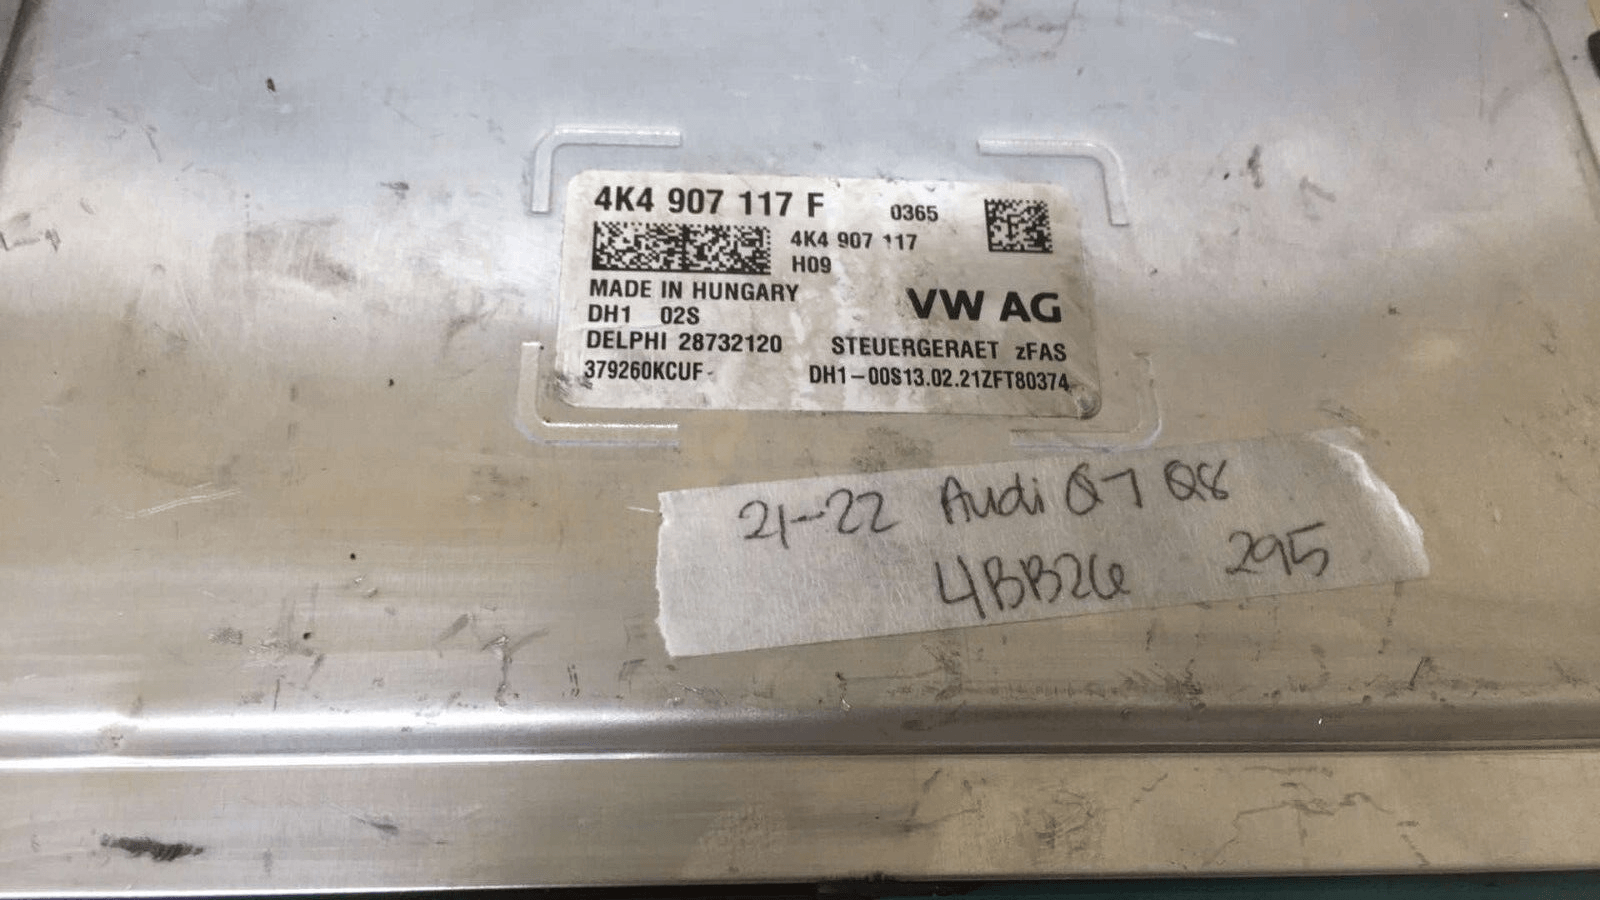 4K4 907 117 F 0365
4K4 907 117
H09
MADE IN HUNGARY VW AG
DH1 02S
DELPHI 28732120 STEUERGERAET zFAS
379260KCUF- DH1-00S13.02.21ZFT80374
21-22 Audi Q7 Q8
4BB26 295